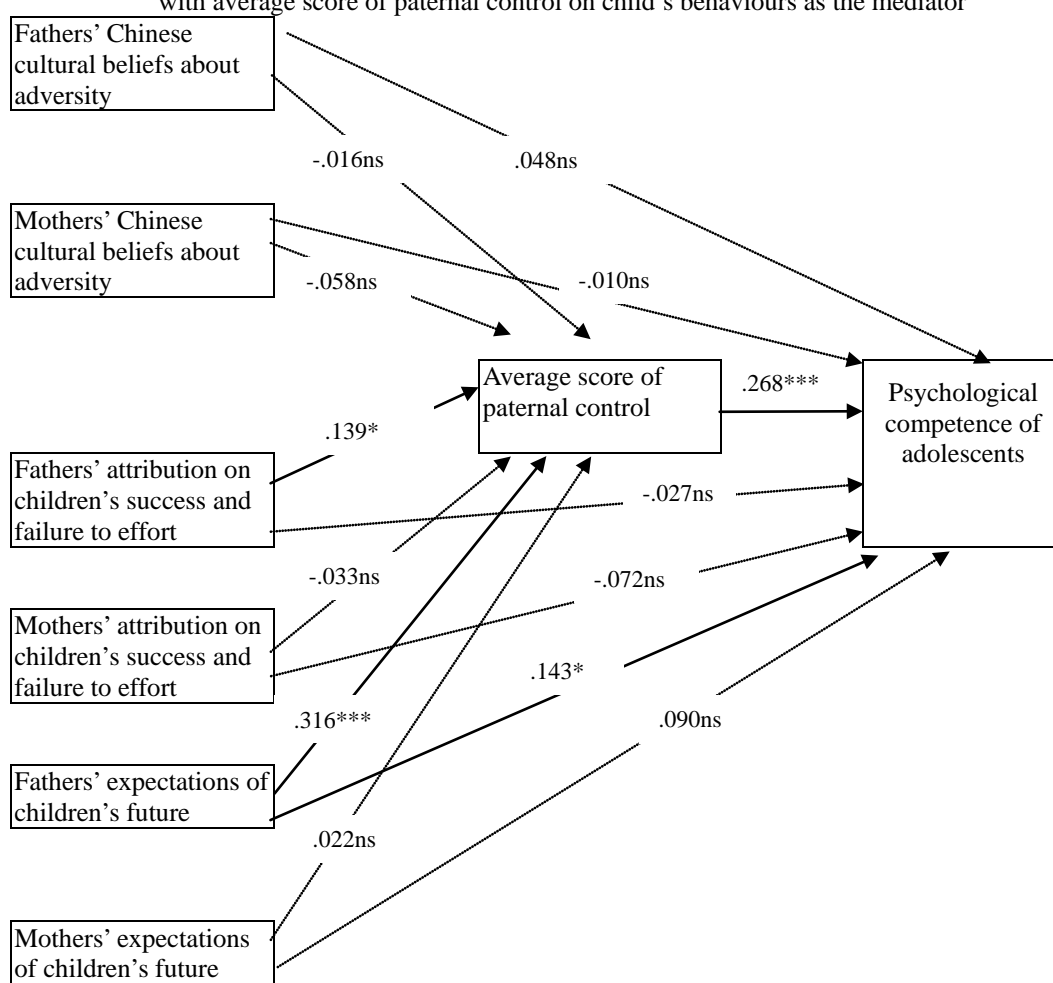 with average score of paternal control on child’s behaviours as the mediator
Fathers’ Chinese
cultural beliefs about
adversity
-.016ns
.048ns
Mothers’ Chinese
cultural beliefs about
adversity
-.058ns
-.010ns
Average score of
paternal control
.268***
Psychological
competence of
adolescents
.139*
Fathers’ attribution on
children’s success and
failure to effort
-.027ns
-.033ns
-.072ns
Mothers’ attribution on
children’s success and
failure to effort
.143*
.316***
.090ns
Fathers’ expectations of
children’s future
.022ns
Mothers’ expectations
of children’s future